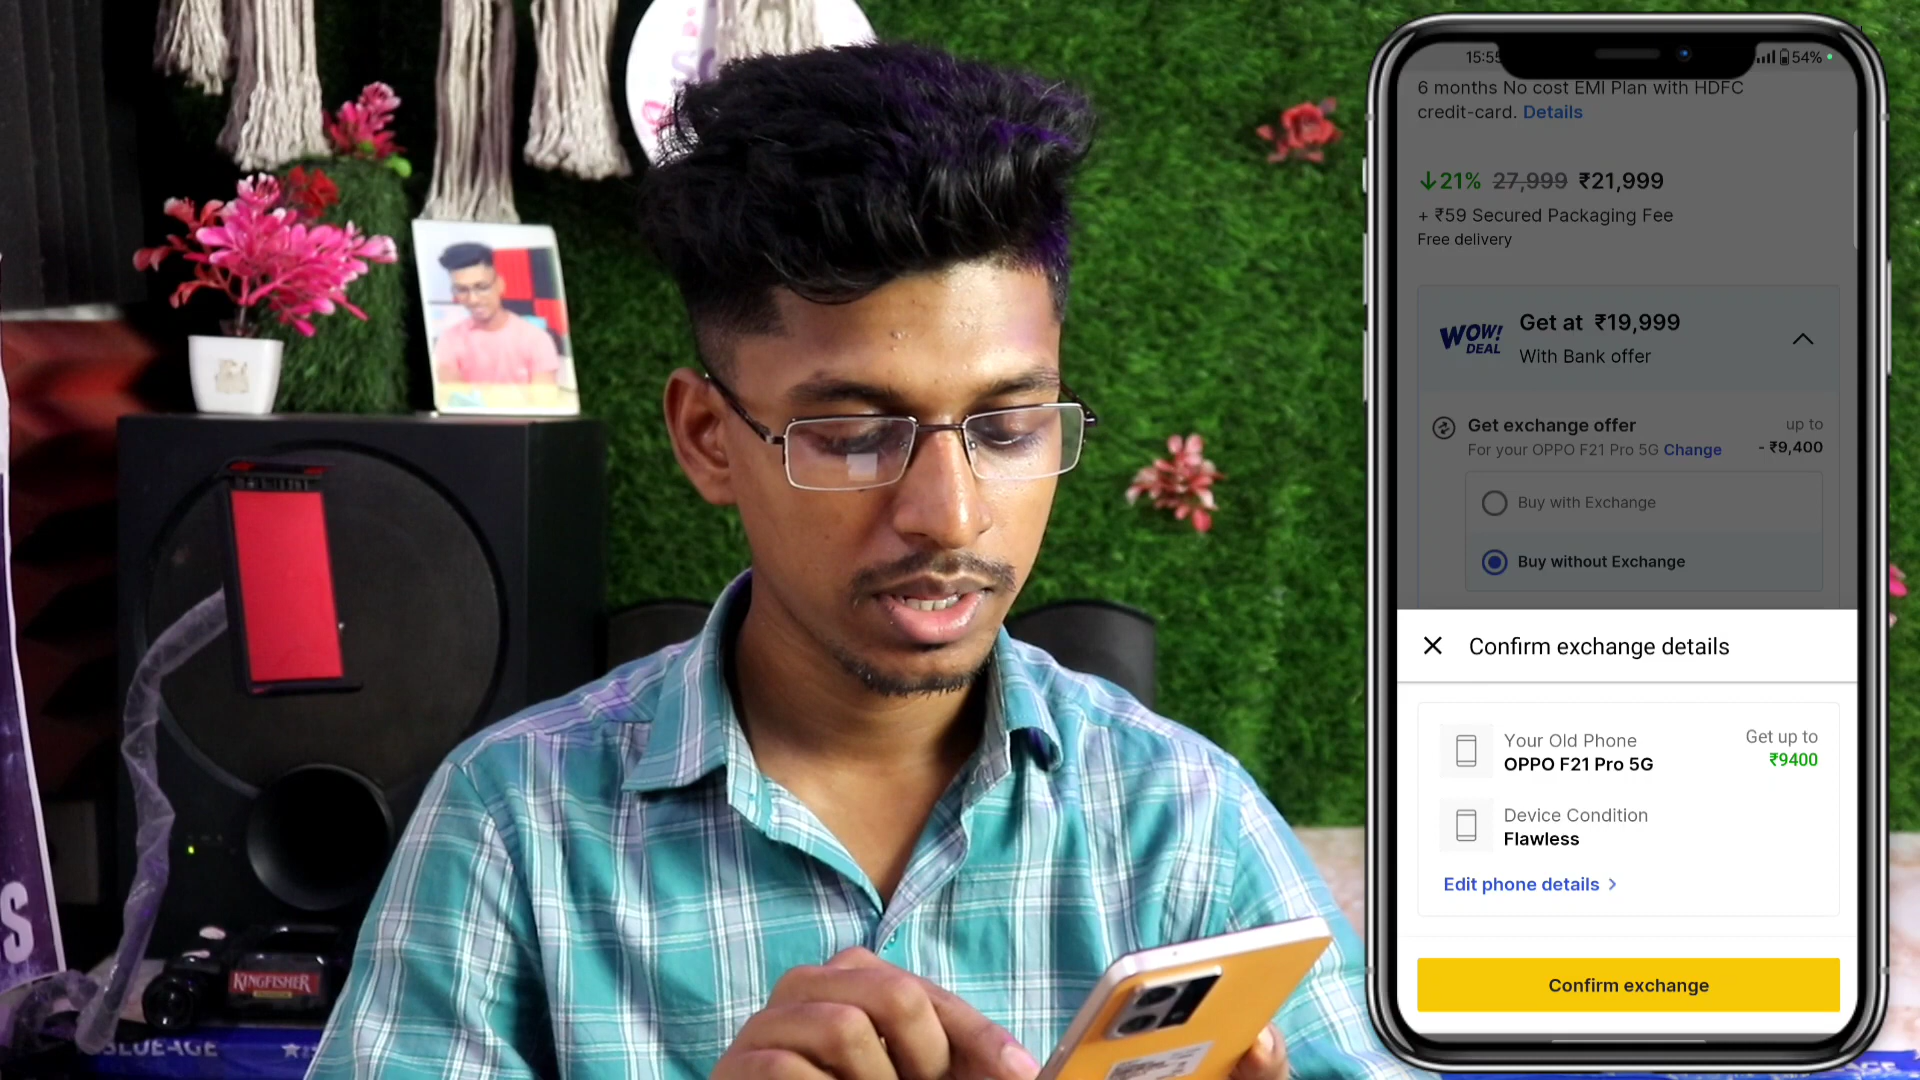 15:55
54%
6 months No cost EMI Plan with HDFC
credit-card. Details
↓21% 27,999 ₹21,999
+ ₹59 Secured Packaging Fee
Free delivery
WOW!
DEAL
Get at ₹19,999
With Bank offer
Get exchange offer
up to
For your OPPO F21 Pro 5G Change
- ₹9,400
Buy with Exchange
Buy without Exchange
Confirm exchange details
Your Old Phone
OPPO F21 Pro 5G
Get up to
₹9400
Device Condition
Flawless
Edit phone details >
Confirm exchange
KINGFISHER
S